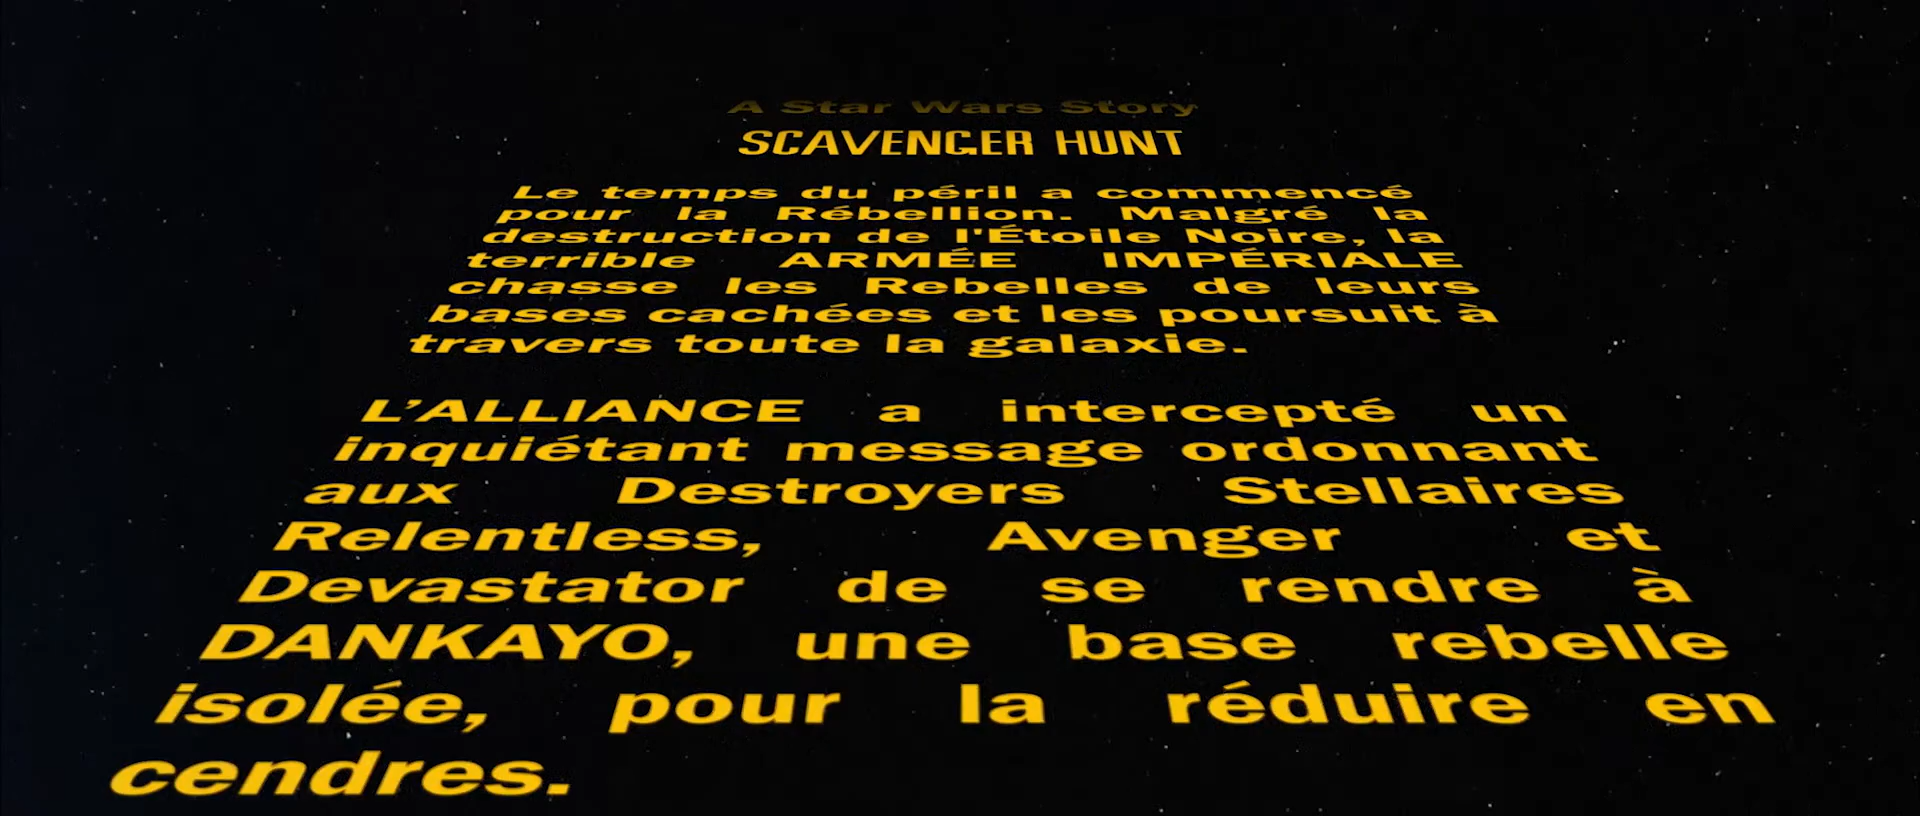 A Star Wars Story
SCAVENGER HUNT
Le temps du péril a commencé
pour la Rébellion. Malgré la
destruction de l'Étoile Noire, la
terrible ARMÉE IMPÉRIALE
chasse les Rebelles de leurs
bases cachées et les poursuit à
travers toute la galaxie.
L’ALLIANCE a intercepté un
inquiétant message ordonnant
aux Destroyers Stellaires
Relentless, Avenger et
Devastator de se rendre à
DANKAYO, une base rebelle
isolée, pour la réduire en
cendres.